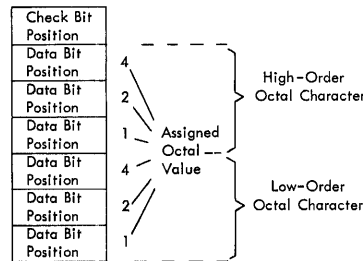 Check Bit
Position
Data Bit
Position
Data Bit
Position
Data Bit
Position
Data Bit
Position
Data Bit
Position
Data Bit
Position
4
2
1
4
2
1
Assigned
Octal
Value
High-Order
Octal Character
Low-Order
Octal Character